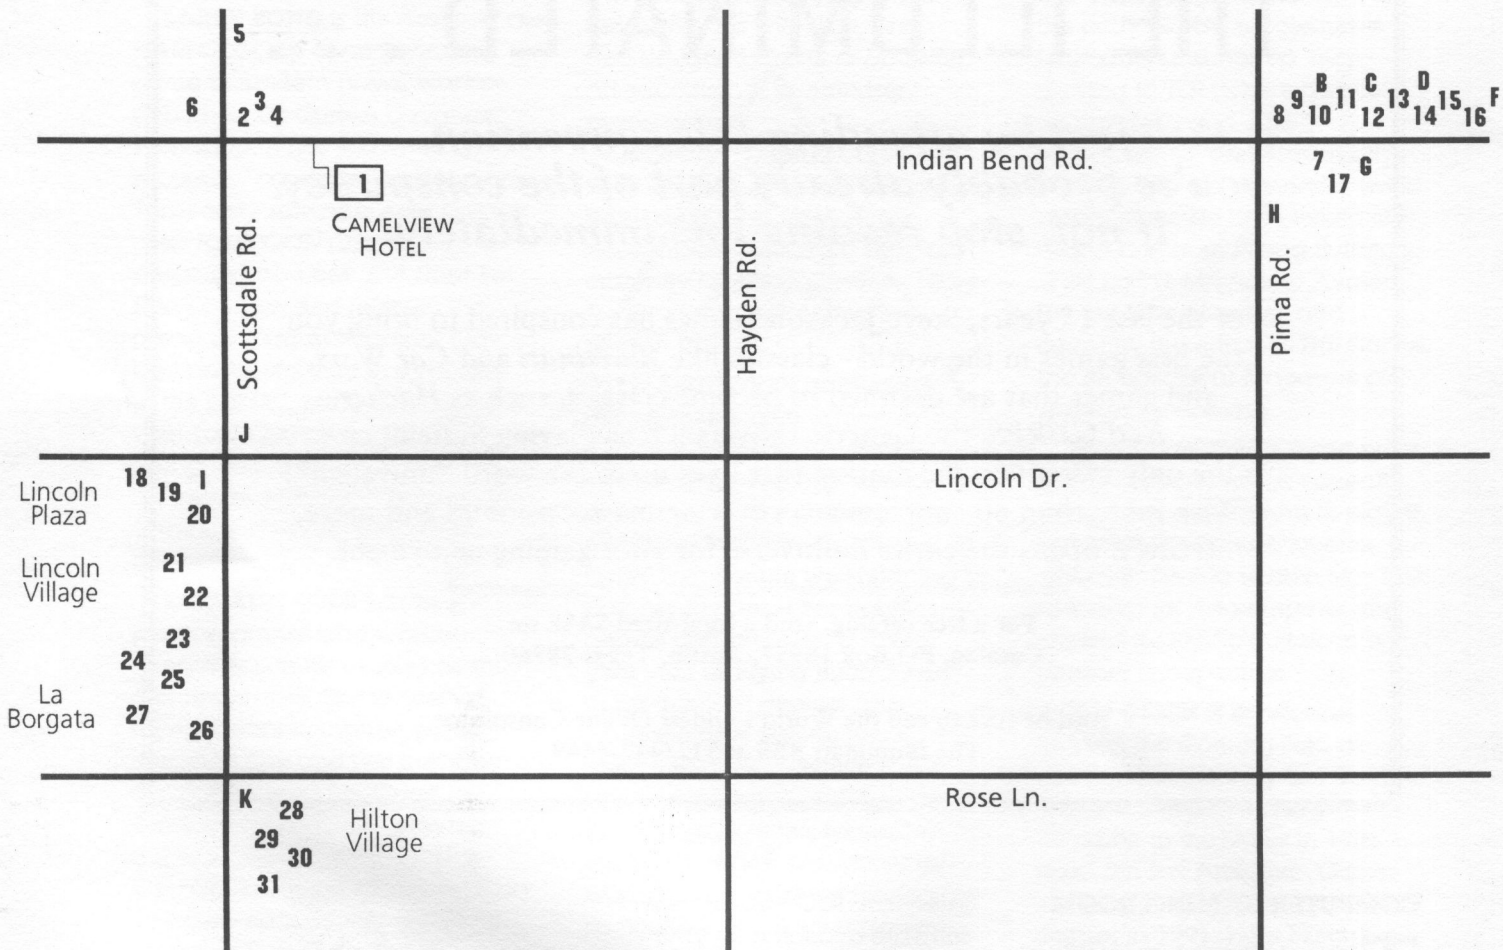 5
6 2 3 4
8 9 B 10 11 C 12 13 D 14 15 16 F
Indian Bend Rd.
7 G
17
1
CAMELVIEW
HOTEL
H
Scottsdale Rd.
Hayden Rd.
Pima Rd.
J
Lincoln Dr.
18 19 I
Lincoln
Plaza
20
21
Lincoln
Village
22
23
24
25
La
Borgata
27
26
Rose Ln.
K 28
Hilton
Village
29
30
31